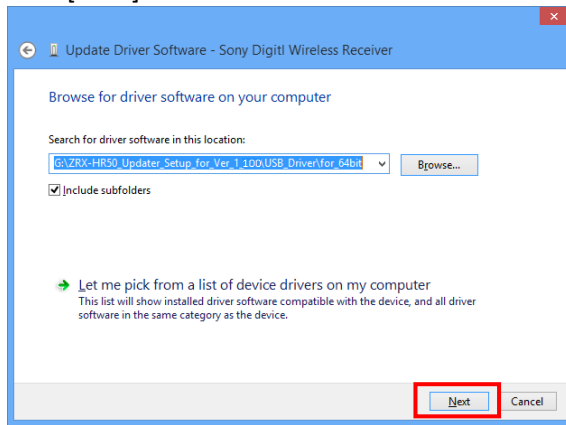 Update Driver Software - Sony Digitl Wireless Receiver
Browse for driver software on your computer
Search for driver software in this location:
G:\ZRX-HR50_Updater_Setup_for_Ver_1_100\USB_Driver\for_64bit
Browse...
Include subfolders
Let me pick from a list of device drivers on my computer
This list will show installed driver software compatible with the device, and all driver
software in the same category as the device.
Next Cancel